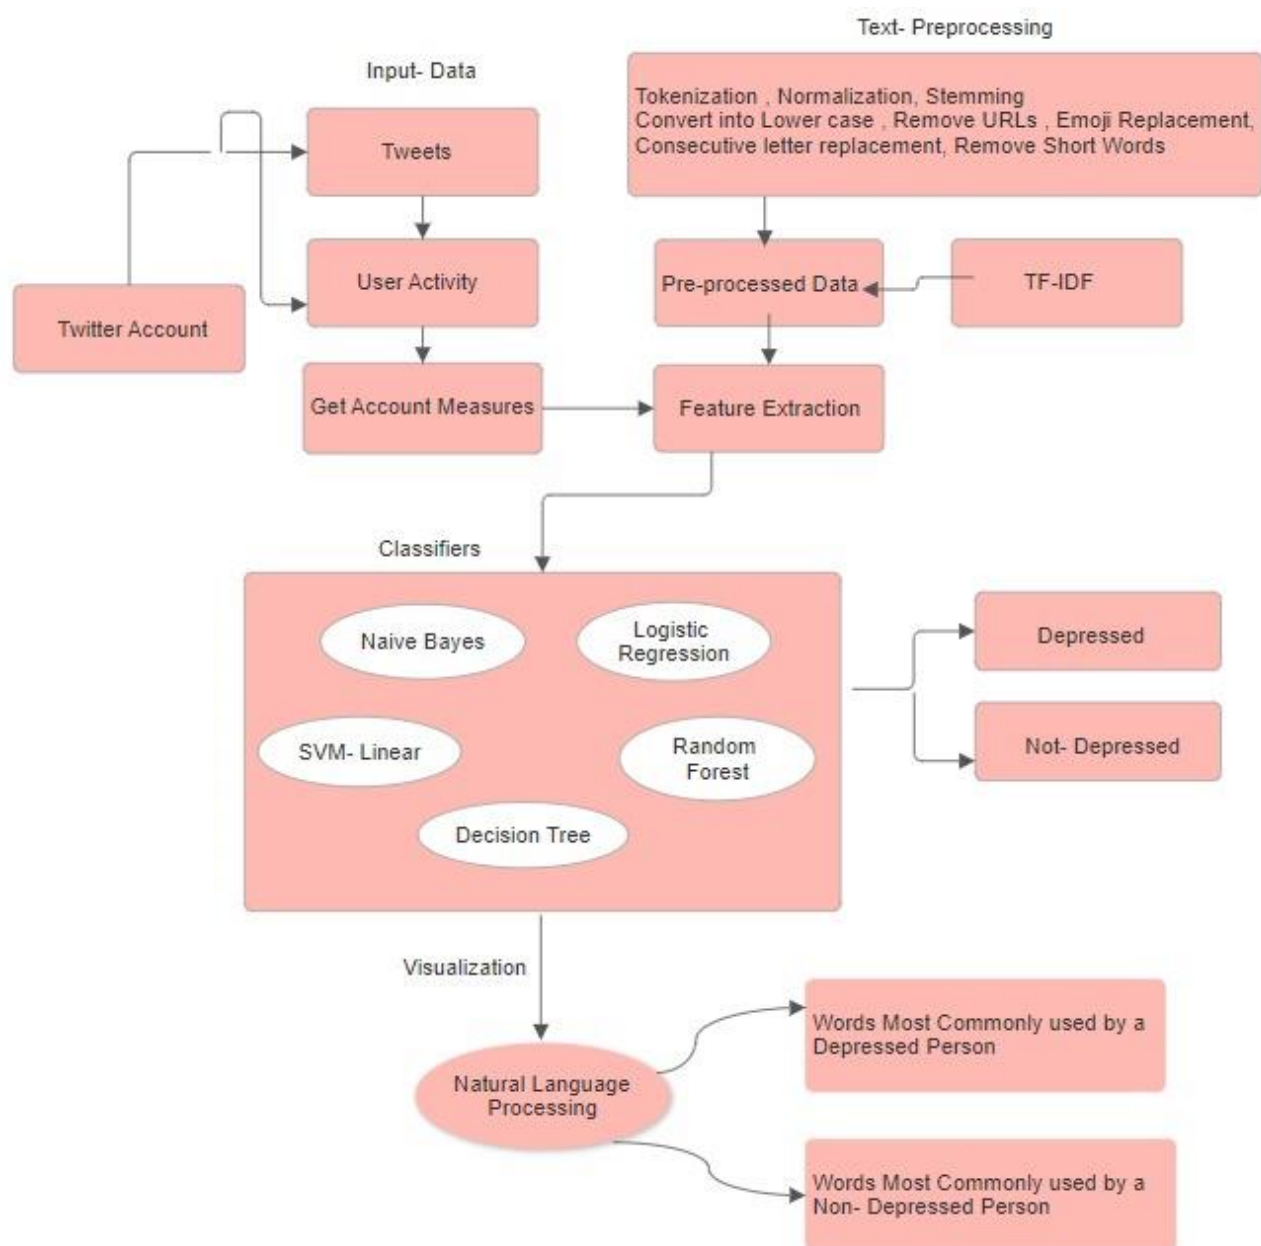 Text- Preprocessing
Input- Data
Tokenization , Normalization, Stemming
Convert into Lower case , Remove URLs , Emoji Replacement,
Consecutive letter replacement, Remove Short Words
Tweets
User Activity
Pre-processed Data
TF-IDF
Twitter Account
Get Account Measures
Feature Extraction
Classifiers
Naive Bayes
Logistic
Regression
Depressed
SVM- Linear
Random
Forest
Not- Depressed
Decision Tree
Visualization
Words Most Commonly used by a
Depressed Person
Natural Language
Processing
Words Most Commonly used by a
Non- Depressed Person